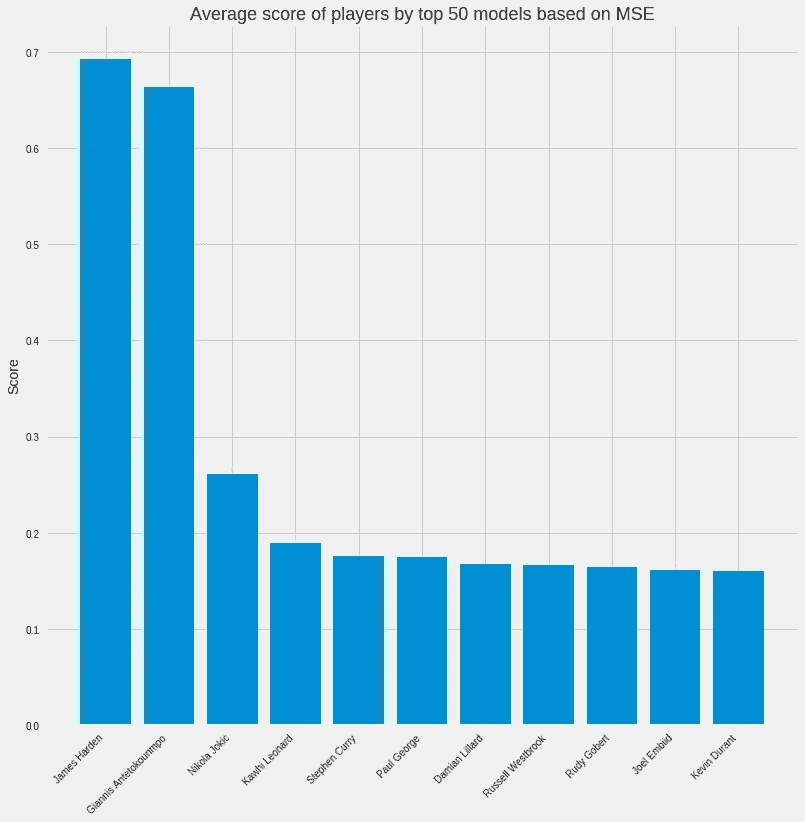 Average score of players by top 50 models based on MSE
Score
0.7
0.6
0.5
0.4
0.3
0.2
0.1
0.0
James Harden
Giannis Antetokounmpo
Nikola Jokic
Kawhi Leonard
Stephen Curry
Paul George
Damian Lillard
Russell Westbrook
Rudy Gobert
Joel Embiid
Kevin Durant